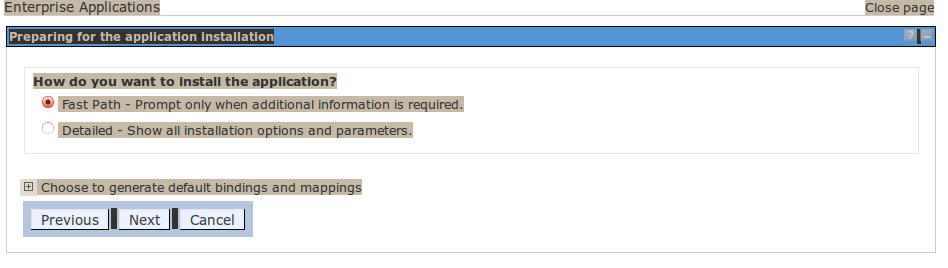 Enterprise Applications
Close page
Preparing for the application installation
? –
How do you want to install the application?
Fast Path - Prompt only when additional information is required.
Detailed - Show all installation options and parameters.
Choose to generate default bindings and mappings
Previous Next Cancel